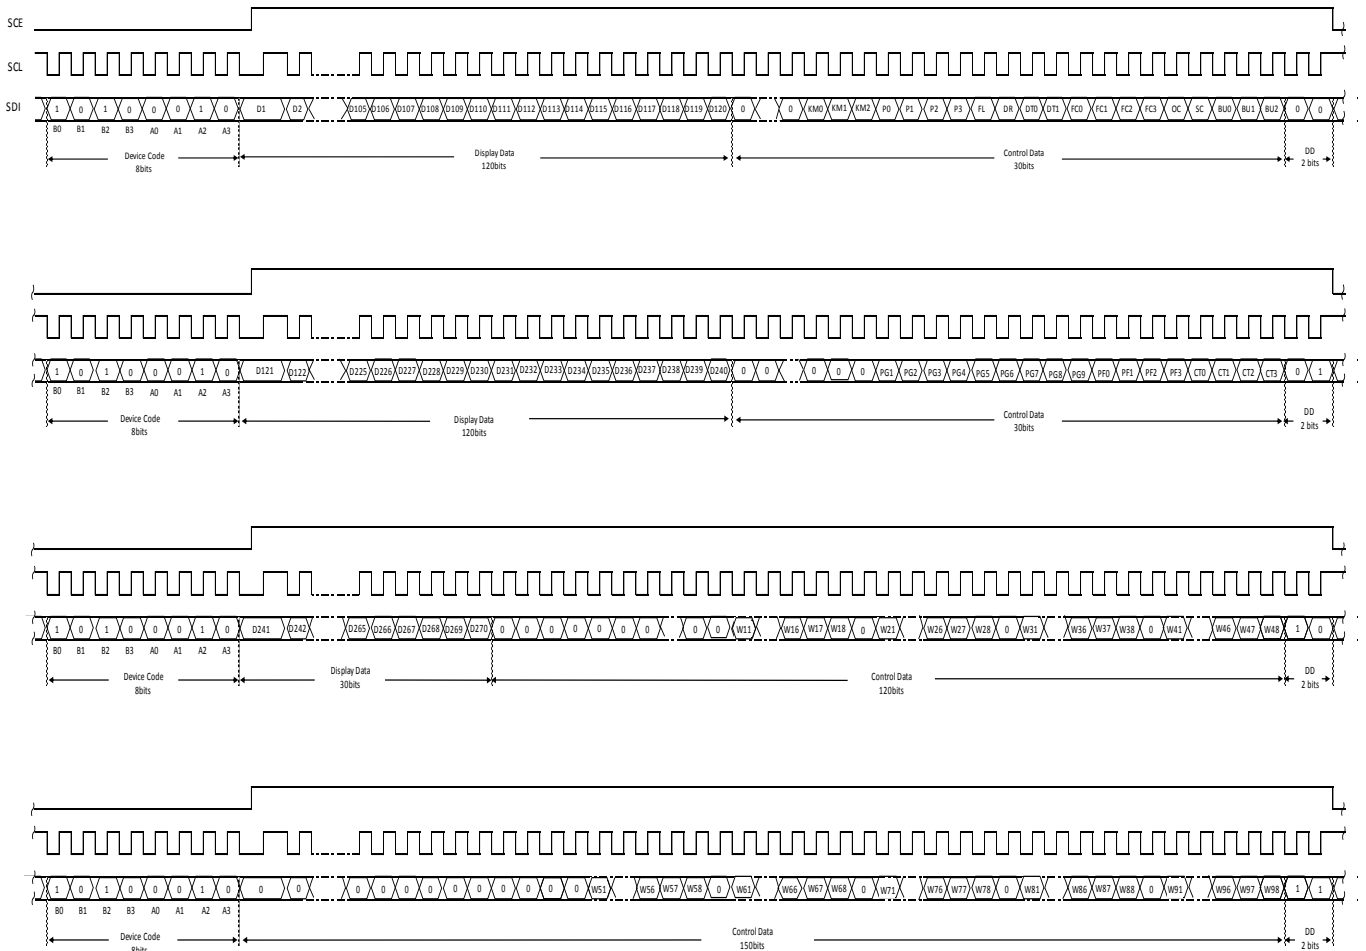 SCE
SCL
SDI 1 0 1 0 0 0 1 0 D1 D2 D105 D106 D107 D108 D109 D110 D111 D112 D113 D114 D115 D116 D117 D118 D119 D120 0 0 KM0 KM1 KM2 P0 P1 P2 P3 FL DR DT0 DT1 FC0 FC1 FC2 FC3 OC SC BU0 BU1 BU2 0 0
B0 B1 B2 B3 A0 A1 A2 A3
Device Code Display Data Control Data DD
8bits 120bits 30bits 2 bits
1 0 1 0 0 0 1 0 D121 D122 D225 D226 D227 D228 D229 D230 D231 D232 D233 D234 D235 D236 D237 D238 D239 D240 0 0 0 0 0 PG1 PG2 PG3 PG4 PG5 PG6 PG7 PG8 PG9 PF0 PF1 PF2 PF3 CT0 CT1 CT2 CT3 0 1
B0 B1 B2 B3 A0 A1 A2 A3
Device Code Display Data Control Data DD
8bits 120bits 30bits 2 bits
1 0 1 0 0 0 1 0 D241 D242 D265 D266 D267 D268 D269 D270 0 0 0 0 0 0 0 0 0 W11 W16 W17 W18 0 W21 W26 W27 W28 0 W31 W36 W37 W38 0 W41 W46 W47 W48 1 0
B0 B1 B2 B3 A0 A1 A2 A3
Device Code Display Data Control Data DD
8bits 30bits 120bits 2 bits
1 0 1 0 0 0 1 0 0 0 0 0 0 0 0 0 0 0 0 0 W51 W56 W57 W58 0 W61 W66 W67 W68 0 W71 W76 W77 W78 0 W81 W86 W87 W88 0 W91 W96 W97 W98 1 1
B0 B1 B2 B3 A0 A1 A2 A3
Device Code Control Data DD
8bits 150bits 2 bits